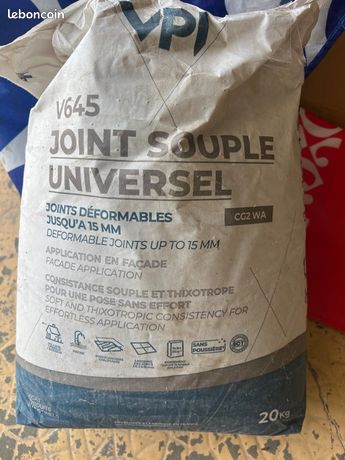 leboncoin
VPI
V645
JOINT SOUPLE
UNIVERSEL
JOINTS DÉFORMABLES
JUSQU'A 15 MM
DEFORMABLE JOINTS UP TO 15 MM
CG2 WA
APPLICATION EN FAÇADE
FACADE APPLICATION
CONSISTANCE SOUPLE ET THIXOTROPE
POUR UNE POSE SANS EFFORT
SOFT AND THIXOTROPIC CONSISTENCY FOR
EFFORTLESS APPLICATION
SANS
POUSSIÈRE
20 Kg